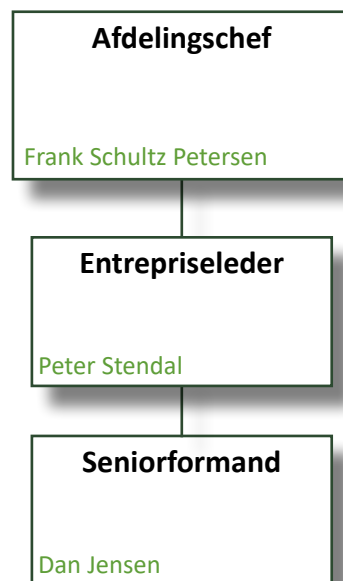 Afdelingschef
Frank Schultz Petersen
Entrepriseleder
Peter Stendal
Seniorformand
Dan Jensen